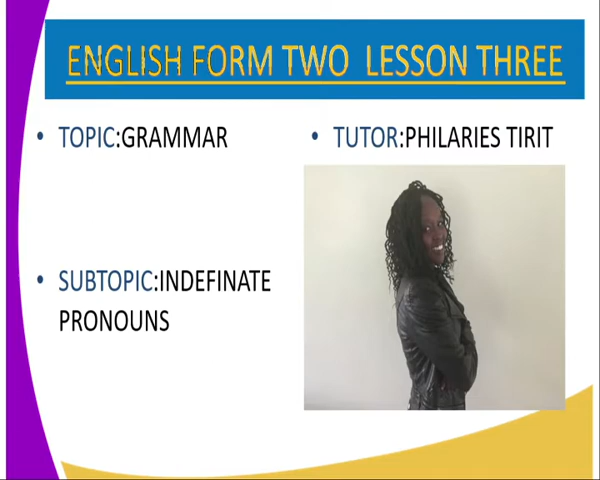 ENGLISH FORM TWO LESSON THREE
• TOPIC:GRAMMAR
• SUBTOPIC:INDEFINATE
PRONOUNS
• TUTOR:PHILARIES TIRIT